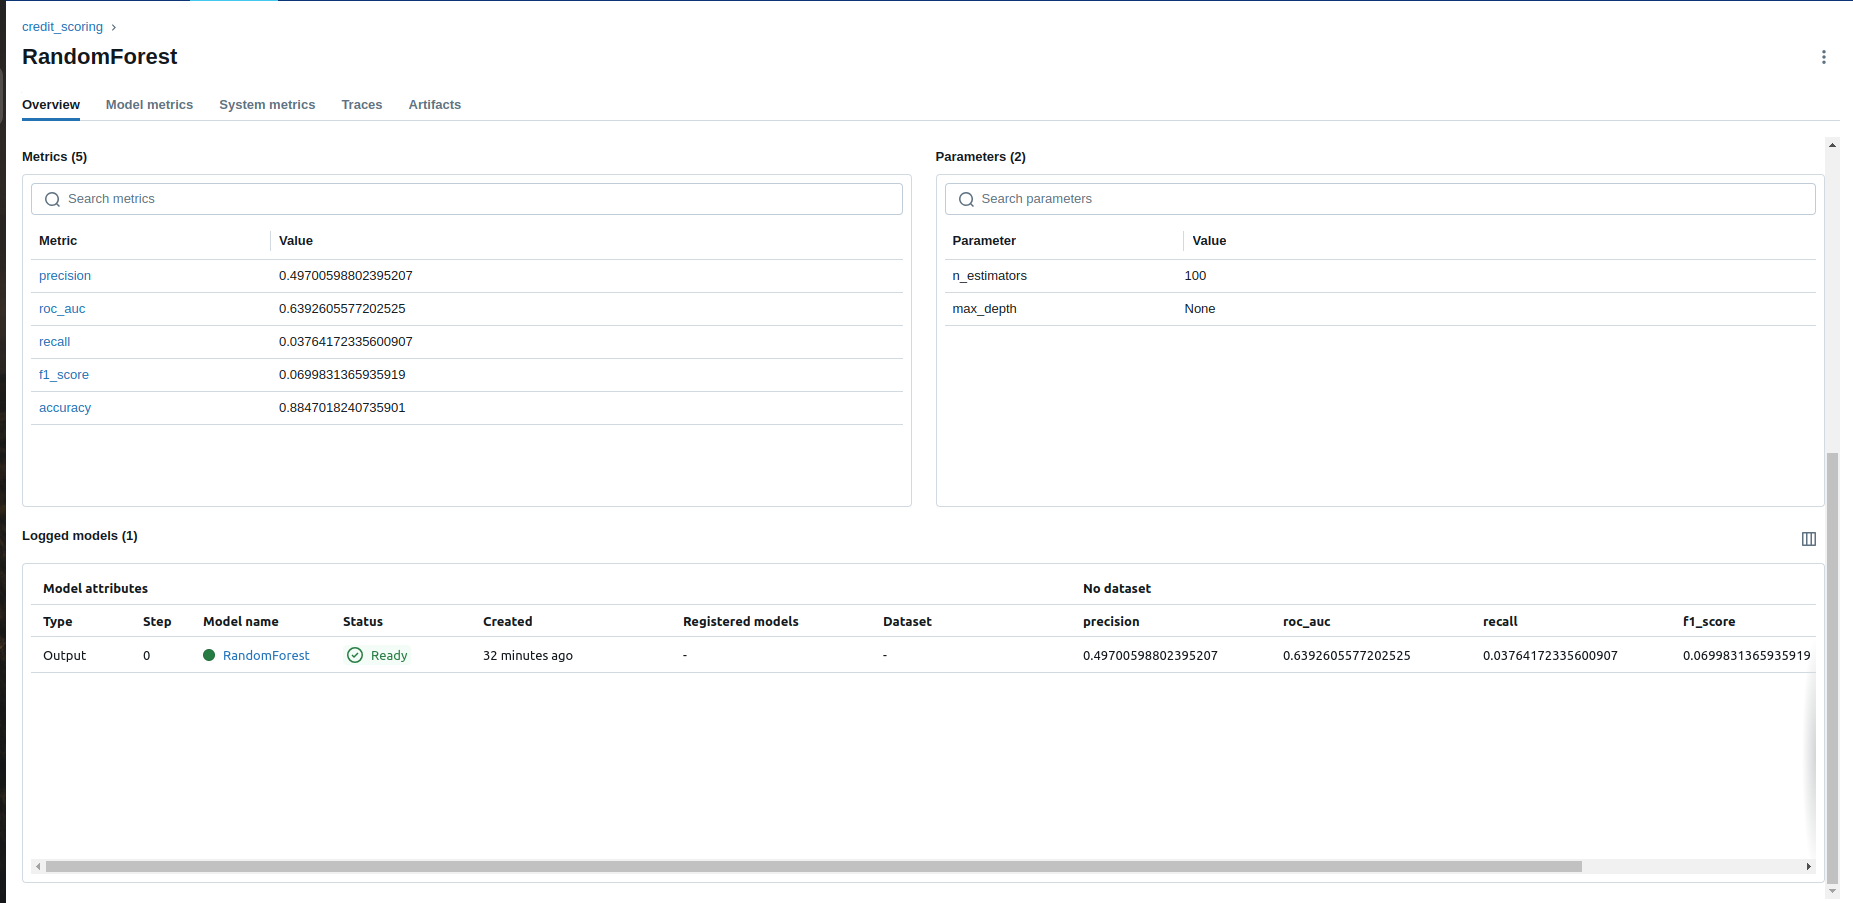 credit_scoring ›
RandomForest
Overview Model metrics System metrics Traces Artifacts
Metrics (5)
Search metrics
Metric Value
precision 0.49700598802395207
roc_auc 0.6392605577202525
recall 0.03764172335600907
f1_score 0.0699831365935919
accuracy 0.8847018240735901
Parameters (2)
Search parameters
Parameter Value
n_estimators 100
max_depth None
Logged models (1)
Model attributes No dataset
Type Step Model name Status Created Registered models Dataset precision roc_auc recall f1_score
Output 0 RandomForest Ready 32 minutes ago - - 0.49700598802395207 0.6392605577202525 0.03764172335600907 0.0699831365935919